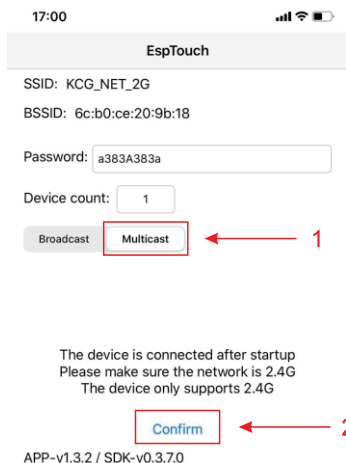 17:00
EspTouch
SSID: KCG_NET_2G
BSSID: 6c:b0:ce:20:9b:18
Password: a383A383a
Device count: 1
Broadcast Multicast 1
The device is connected after startup
Please make sure the network is 2.4G
The device only supports 2.4G
Confirm 2
APP-v1.3.2 / SDK-v0.3.7.0